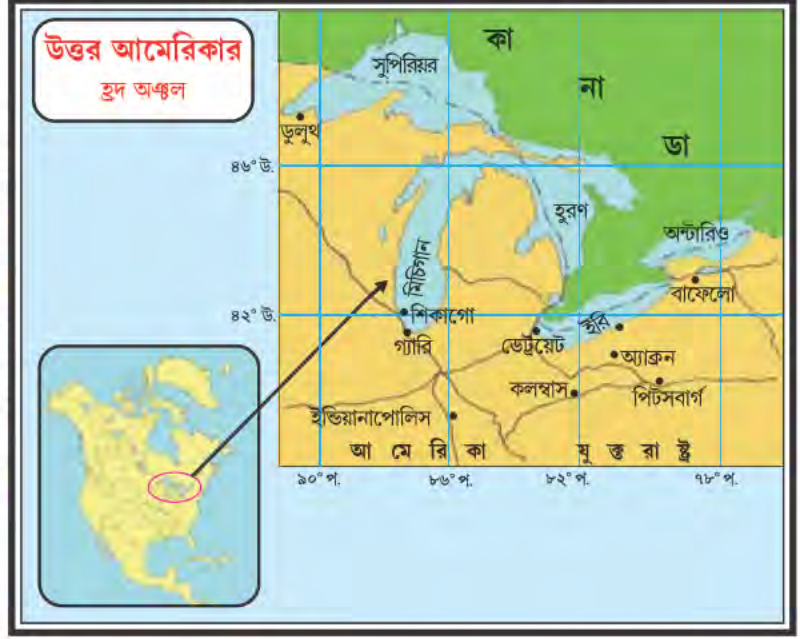 উত্তর আমেরিকার
হ্রদ অঞ্চল
কা
না
ডা
সুপিরিয়র
ডুলুথ
৪৬° উ.
হুরণ
অন্টারিও
মিচিগান
বাফেলো
৪২° উ.
শিকাগো
গ্যারি
ডেট্রয়েট
ইরি
অ্যাক্রন
কলম্বাস
পিটসবার্গ
ইন্ডিয়ানাপোলিস
আ মে রি কা যু ক্ত রা ষ্ট্র
৯০° প. ৮৬° প. ৮২° প. ৭৮° প.